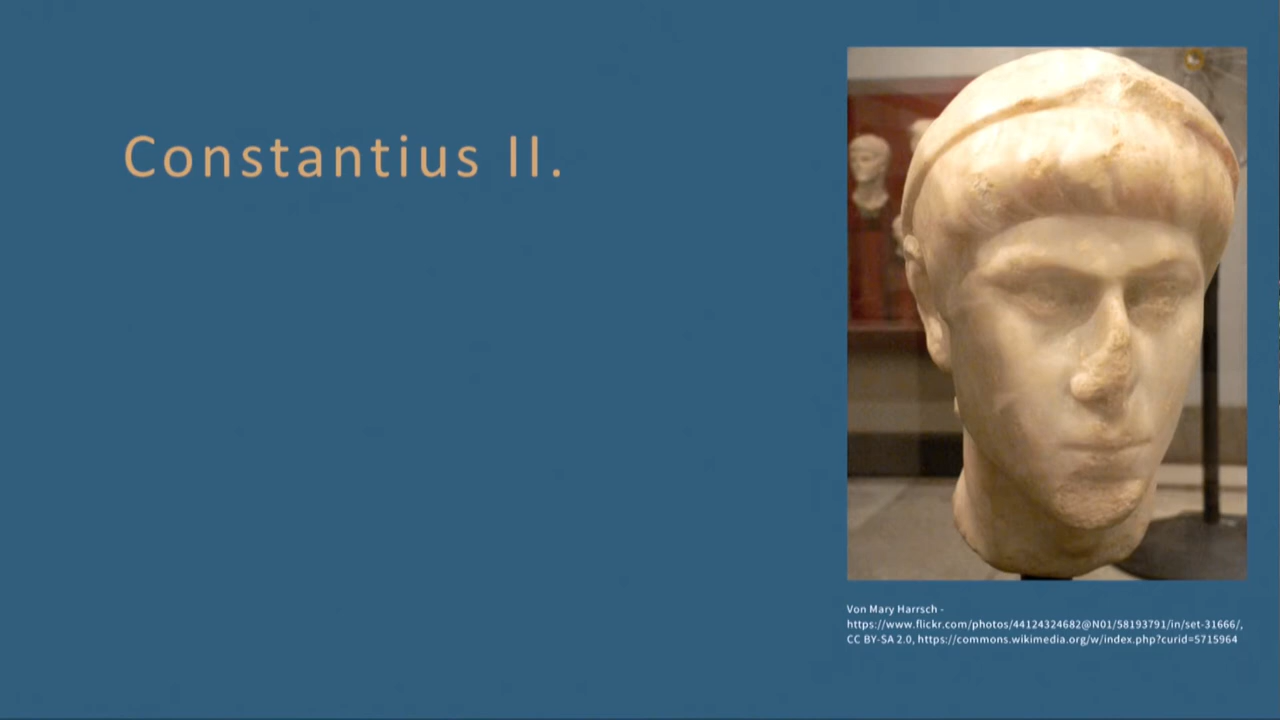 Constantius II.
Von Mary Harrsch -
https://www.flickr.com/photos/44124324682@N01/58193791/in/set-31666/,
CC BY-SA 2.0, https://commons.wikimedia.org/w/index.php?curid=5715964